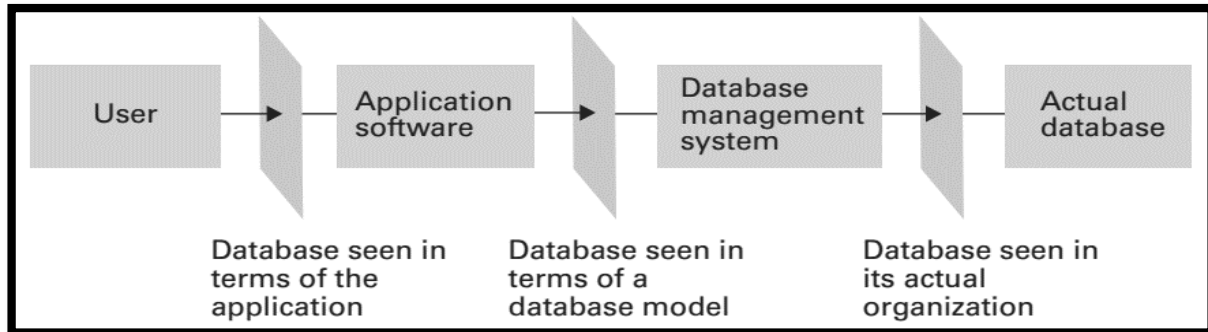 User
Application
software
Database
management
system
Actual
database
Database seen in
terms of the
application
Database seen in
terms of a
database model
Database seen in
its actual
organization